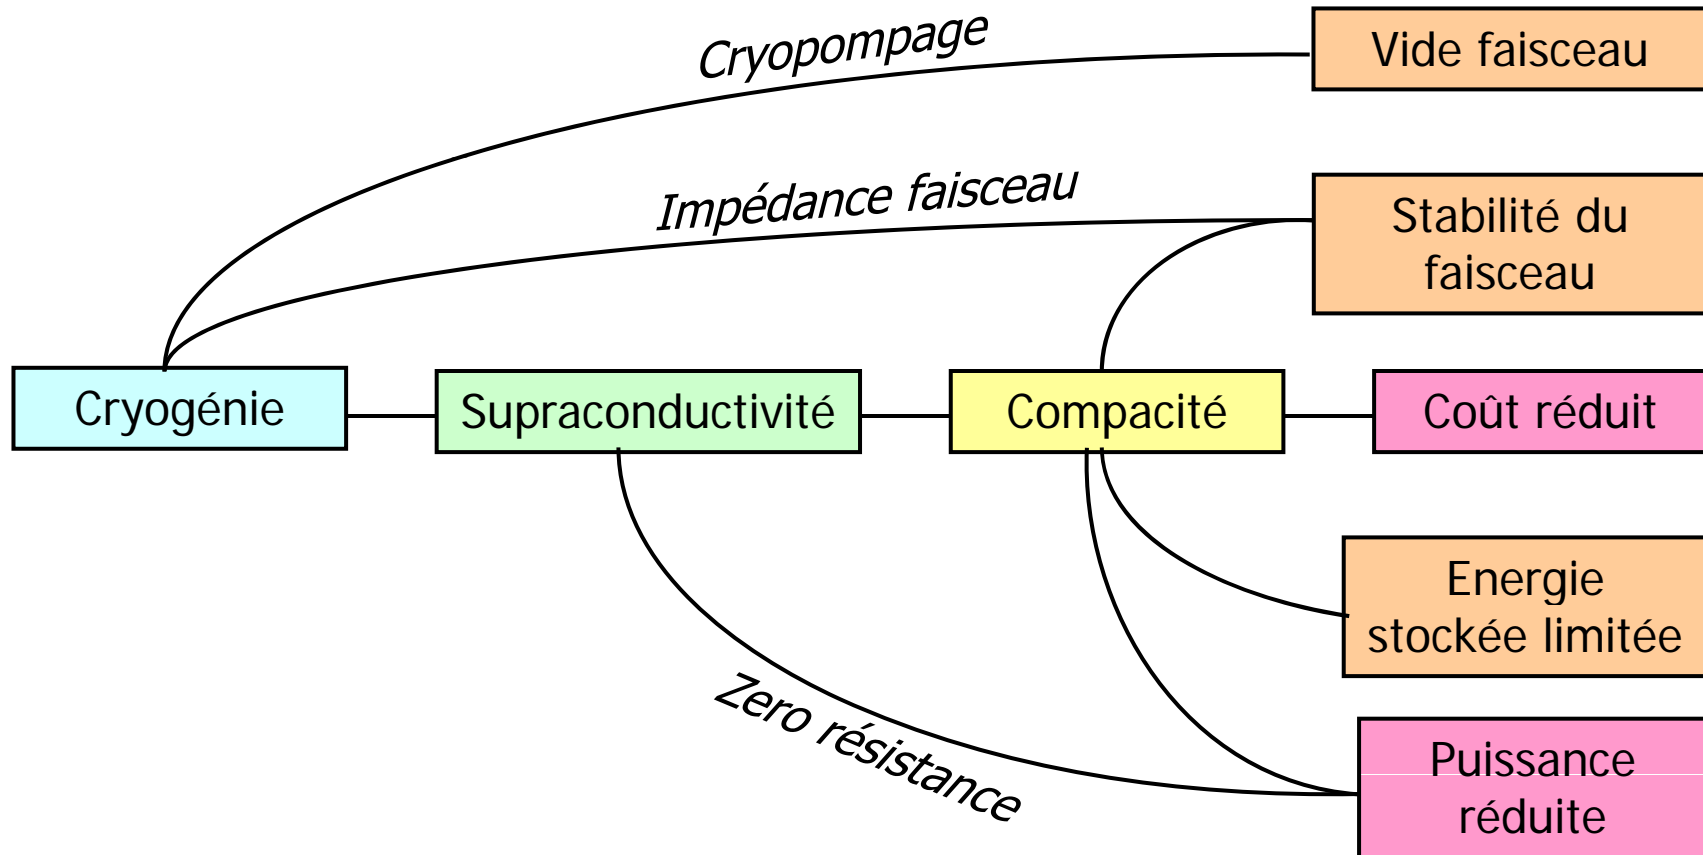 Cryopompage
Vide faisceau
Impédance faisceau
Stabilité du
faisceau
Cryogénie
Supraconductivité
Compacité
Coût réduit
Energie
stockée limitée
Zero résistance
Puissance
réduite